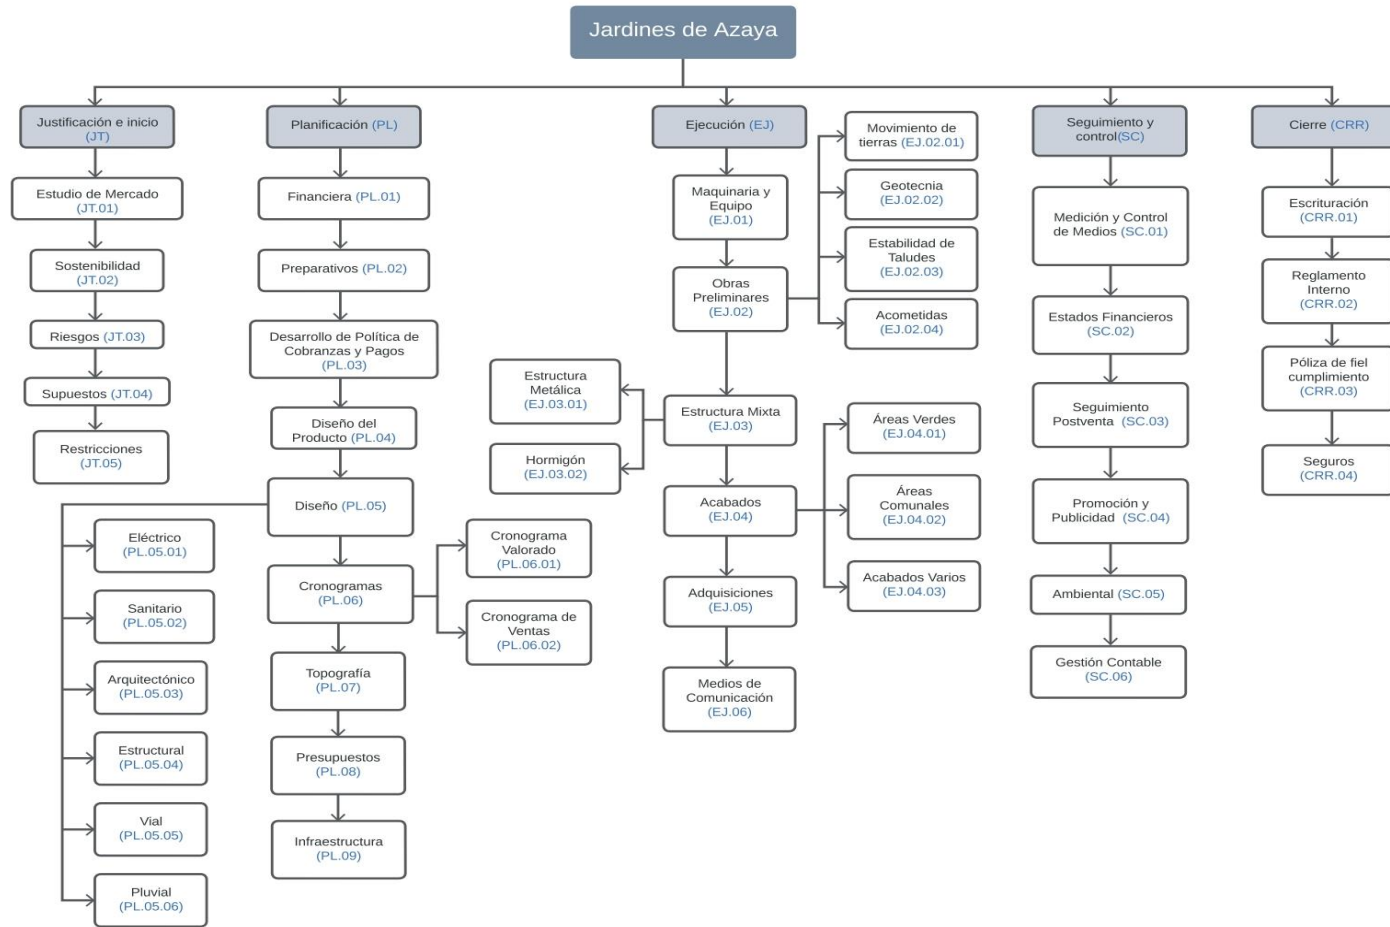 Jardines de Azaya
Justificación e inicio
(JT)
Estudio de Mercado
(JT.01)
Sostenibilidad
(JT.02)
Riesgos (JT.03)
Supuestos (JT.04)
Restricciones
(JT.05)
Planificación (PL)
Financiera (PL.01)
Preparativos (PL.02)
Desarrollo de Política de
Cobranzas y Pagos
(PL.03)
Diseño del
Producto (PL.04)
Diseño (PL.05)
Eléctrico
(PL.05.01)
Sanitario
(PL.05.02)
Arquitectónico
(PL.05.03)
Estructural
(PL.05.04)
Vial
(PL.05.05)
Pluvial
(PL.05.06)
Cronogramas
(PL.06)
Cronograma
Valorado
(PL.06.01)
Cronograma de
Ventas
(PL.06.02)
Topografía
(PL.07)
Presupuestos
(PL.08)
Infraestructura
(PL.09)
Ejecución (EJ)
Maquinaria y
Equipo
(EJ.01)
Obras
Preliminares
(EJ.02)
Movimiento de
tierras (EJ.02.01)
Geotecnia
(EJ.02.02)
Estabilidad de
Taludes
(EJ.02.03)
Acometidas
(EJ.02.04)
Estructura Mixta
(EJ.03)
Estructura
Metálica
(EJ.03.01)
Hormigón
(EJ.03.02)
Acabados
(EJ.04)
Áreas Verdes
(EJ.04.01)
Áreas
Comunales
(EJ.04.02)
Acabados Varios
(EJ.04.03)
Adquisiciones
(EJ.05)
Medios de
Comunicación
(EJ.06)
Seguimiento y
control(SC)
Medición y Control
de Medios (SC.01)
Estados Financieros
(SC.02)
Seguimiento
Postventa (SC.03)
Promoción y
Publicidad (SC.04)
Ambiental (SC.05)
Gestión Contable
(SC.06)
Cierre (CRR)
Escrituración
(CRR.01)
Reglamento
Interno
(CRR.02)
Póliza de fiel
cumplimiento
(CRR.03)
Seguros
(CRR.04)